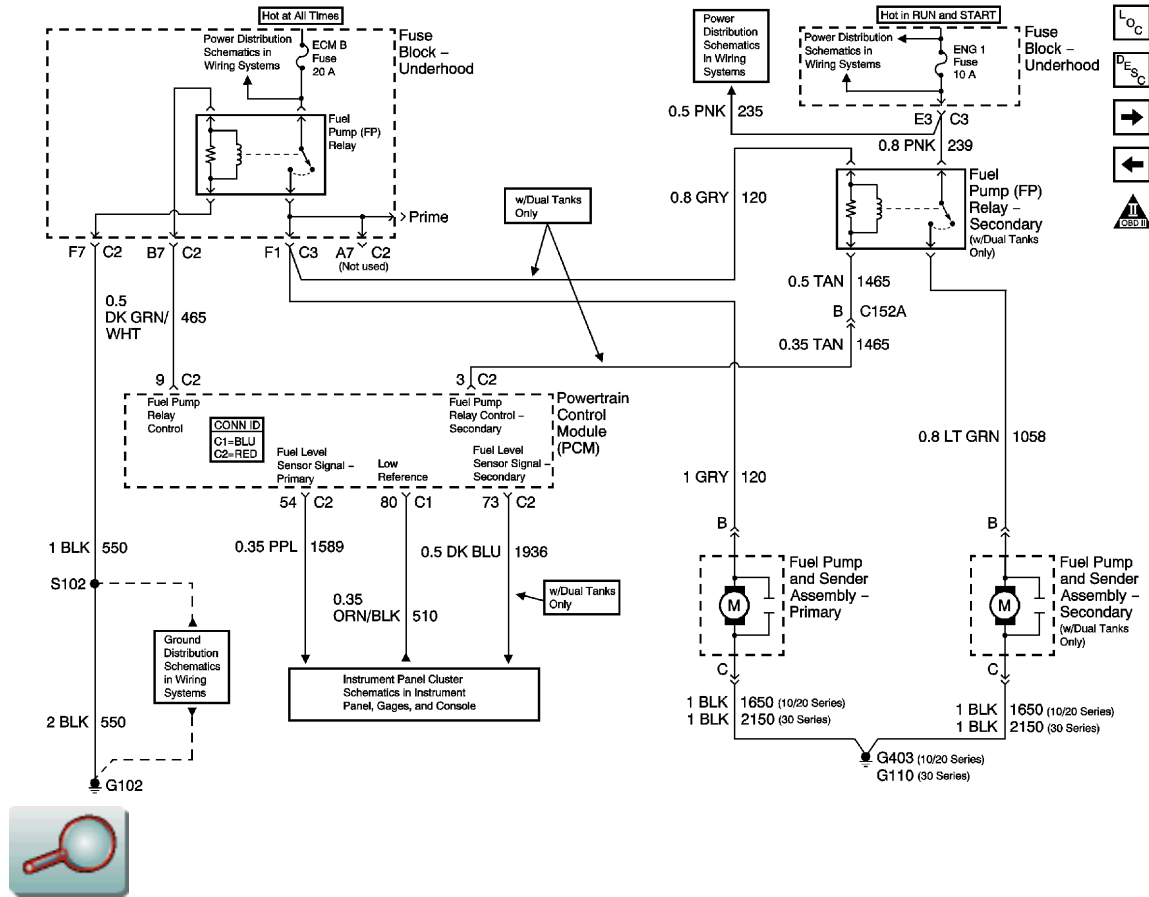 Hot at All Times
Power Distribution
Schematics in
Wiring Systems
ECM B
Fuse
20 A
Fuse
Block –
Underhood
Fuel
Pump (FP)
Relay
Prime
F7 C2
B7 C2
F1 C3
A7 C2
(Not used)
w/Dual Tanks
Only
Power
Distribution
Schematics
In Wiring
Systems
Hot in RUN and START
Power Distribution
Schematics in
Wiring Systems
ENG 1
Fuse
10 A
Fuse
Block –
Underhood
L
O
C
D
E
S
C
II
OBD II
0.5 PNK 235
E3 C3
0.8 PNK 239
0.8 GRY 120
Fuel
Pump (FP)
Relay –
Secondary
(w/Dual Tanks
Only)
0.5 TAN 1465
B C152A
0.35 TAN 1465
0.5
DK GRN/
WHT
465
9 C2
3 C2
Fuel Pump
Relay
Control
CONN ID
C1=BLU
C2=RED
Fuel Pump
Relay Control –
Secondary
Powertrain
Control
Module
(PCM)
Fuel Level
Sensor Signal –
Primary
Low
Reference
Fuel Level
Sensor Signal –
Secondary
54 C2
80 C1
73 C2
0.8 LT GRN 1058
1 GRY 120
1 BLK 550
0.35 PPL 1589
0.5 DK BLU 1936
0.35
ORN/BLK 510
w/Dual Tanks
Only
S102
Ground
Distribution
Schematics
in Wiring
Systems
Instrument Panel Cluster
Schematics in Instrument
Panel, Gages, and Console
2 BLK 550
G102
B
M
C
Fuel Pump
and Sender
Assembly –
Primary
B
M
C
Fuel Pump
and Sender
Assembly –
Secondary
(w/Dual Tanks
Only)
1 BLK 1650 (10/20 Series)
1 BLK 2150 (30 Series)
1 BLK 1650 (10/20 Series)
1 BLK 2150 (30 Series)
G403 (10/20 Series)
G110 (30 Series)